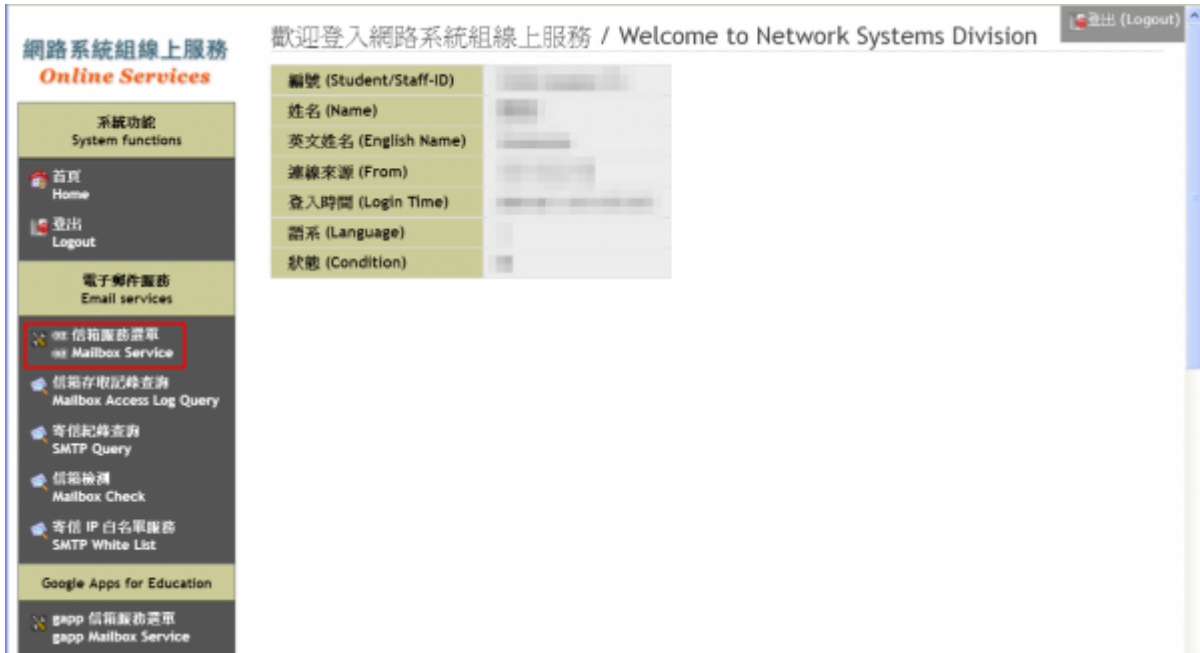 網路系統組線上服務
Online Services
歡迎登入網路系統組線上服務 / Welcome to Network Systems Division
登出 (Logout)
編號 (Student/Staff-ID)
姓名 (Name)
英文姓名 (English Name)
連線來源 (From)
登入時間 (Login Time)
語系 (Language)
狀態 (Condition)
系統功能
System functions
首頁
Home
登出
Logout
電子郵件服務
Email services
信箱服務選單
Mailbox Service
信箱存取記錄查詢
Mailbox Access Log Query
寄信記錄查詢
SMTP Query
信箱檢測
Mailbox Check
寄信 IP 白名單服務
SMTP White List
Google Apps for Education
gapp 信箱服務選單
gapp Mailbox Service